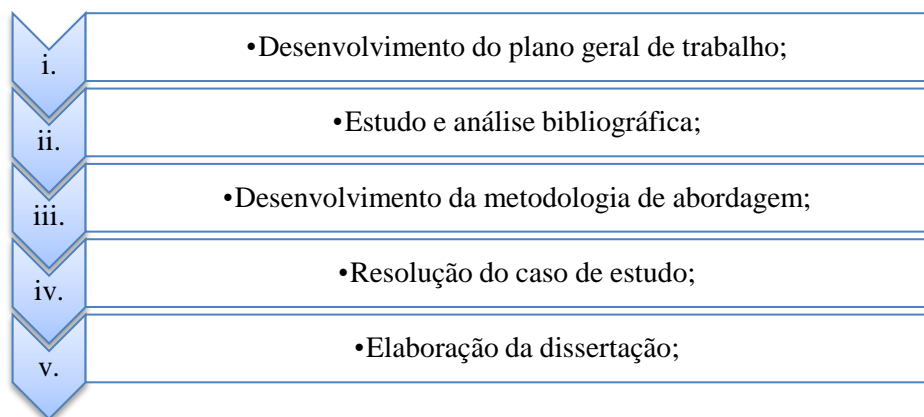 i. •Desenvolvimento do plano geral de trabalho;
ii. •Estudo e análise bibliográfica;
iii. •Desenvolvimento da metodologia de abordagem;
iv. •Resolução do caso de estudo;
v. •Elaboração da dissertação;